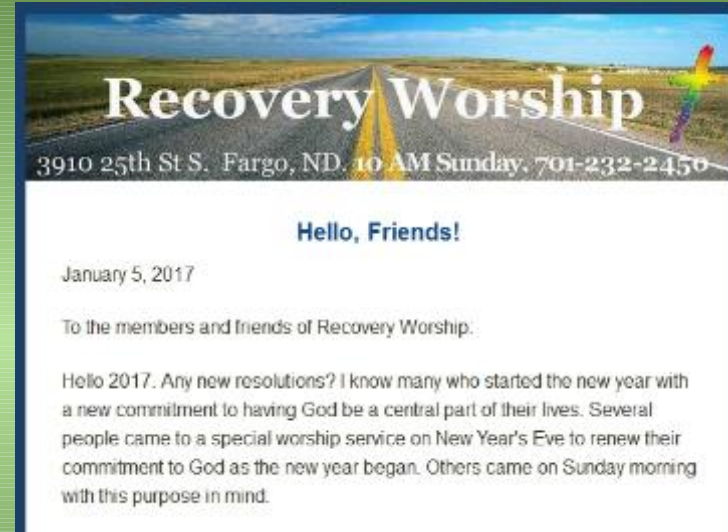 Recovery Worship
3910 25th St S. Fargo, ND. 10 AM Sunday. 701-232-2450
Hello, Friends!
January 5, 2017
To the members and friends of Recovery Worship:
Hello 2017. Any new resolutions? I know many who started the new year with
a new commitment to having God be a central part of their lives. Several
people came to a special worship service on New Year's Eve to renew their
commitment to God as the new year began. Others came on Sunday morning
with this purpose in mind.